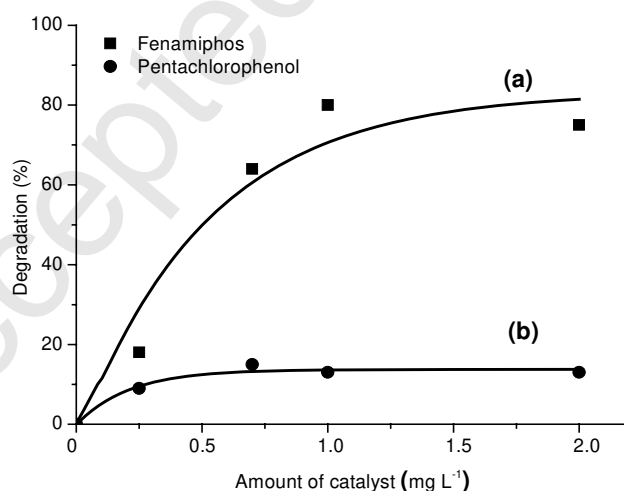 100
80
60
40
20
0
Degradation (%)
Fenamiphos
Pentachlorophenol
(a)
(b)
0 0.5 1.0 1.5 2.0
Amount of catalyst (mg L⁻¹)